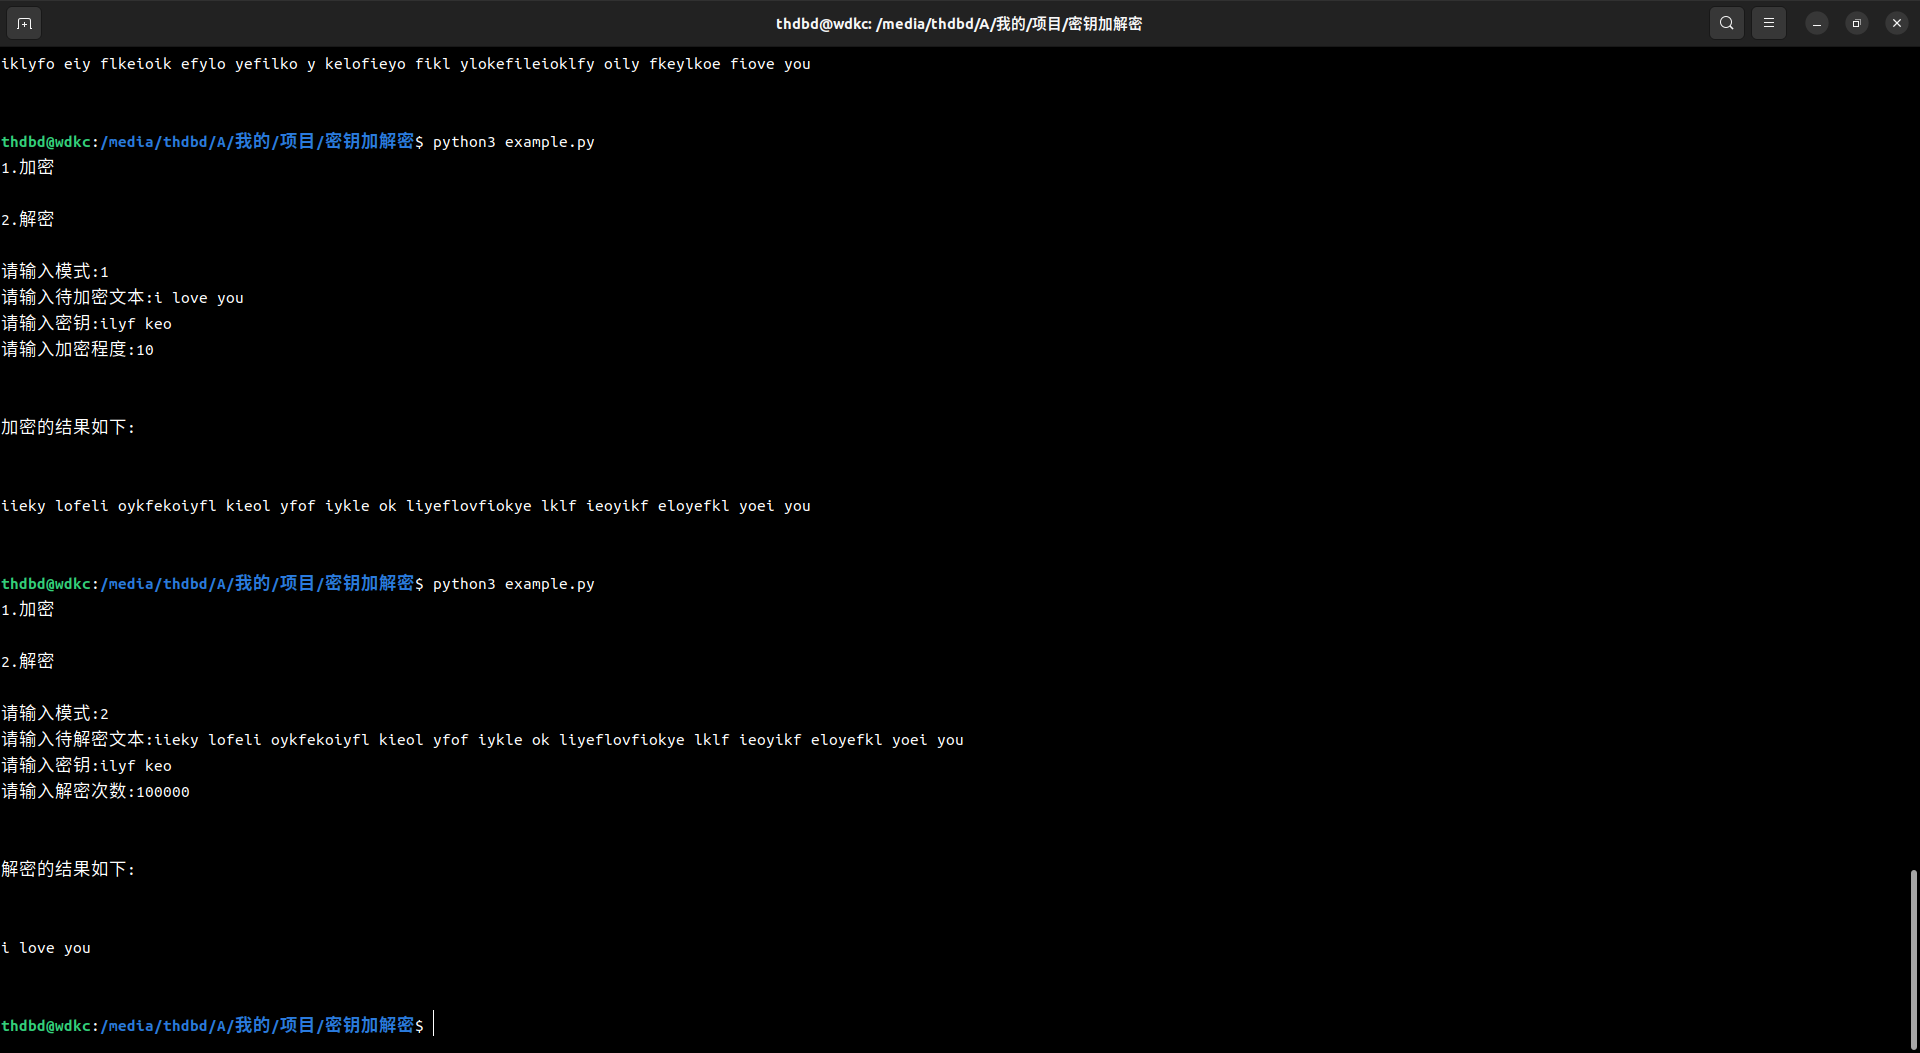 thdbd@wdkc: /media/thdbd/A/我的/项目/密钥加解密
iklyfo eiy flkeioik efylo yefilko y kelofieyo fikl ylokefileioklfy oily fkeylkoe fiove you
thdbd@wdkc:/media/thdbd/A/我的/项目/密钥加解密$ python3 example.py
1.加密
2.解密
请输入模式:1
请输入待加密文本:i love you
请输入密钥:ilyf keo
请输入加密程度:10
加密的结果如下:
iieky lofeli oykfekoiyfl kieol yfof iykle ok liyeflovfiokye lklf ieoyikf eloyefkl yoei you
thdbd@wdkc:/media/thdbd/A/我的/项目/密钥加解密$ python3 example.py
1.加密
2.解密
请输入模式:2
请输入待解密文本:iieky lofeli oykfekoiyfl kieol yfof iykle ok liyeflovfiokye lklf ieoyikf eloyefkl yoei you
请输入密钥:ilyf keo
请输入解密次数:100000
解密的结果如下:
i love you
thdbd@wdkc:/media/thdbd/A/我的/项目/密钥加解密$